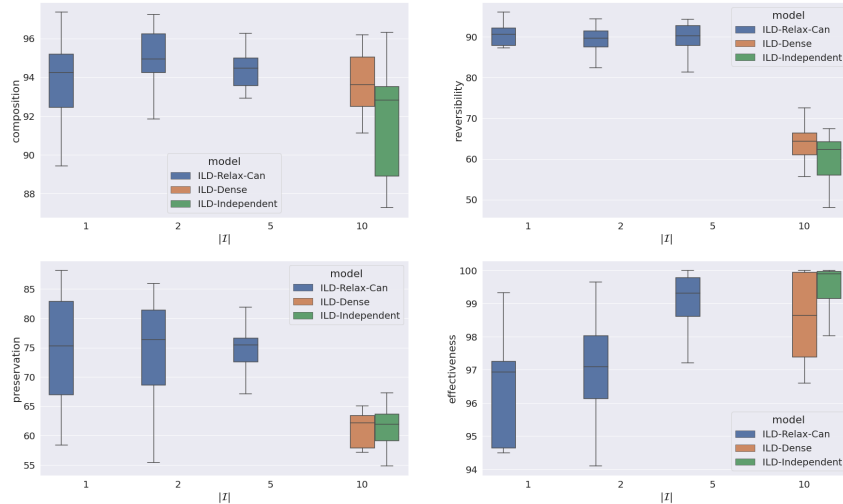 composition
96
94
92
90
88
model
ILD-Relax-Can
ILD-Dense
ILD-Independent
1 2 5 10
|I|
reversibility
90
80
70
60
50
model
ILD-Relax-Can
ILD-Dense
ILD-Independent
1 2 5 10
|I|
preservation
85
80
75
70
65
60
55
model
ILD-Relax-Can
ILD-Dense
ILD-Independent
1 2 5 10
|I|
effectiveness
100
99
98
97
96
95
94
model
ILD-Relax-Can
ILD-Dense
ILD-Independent
1 2 5 10
|I|